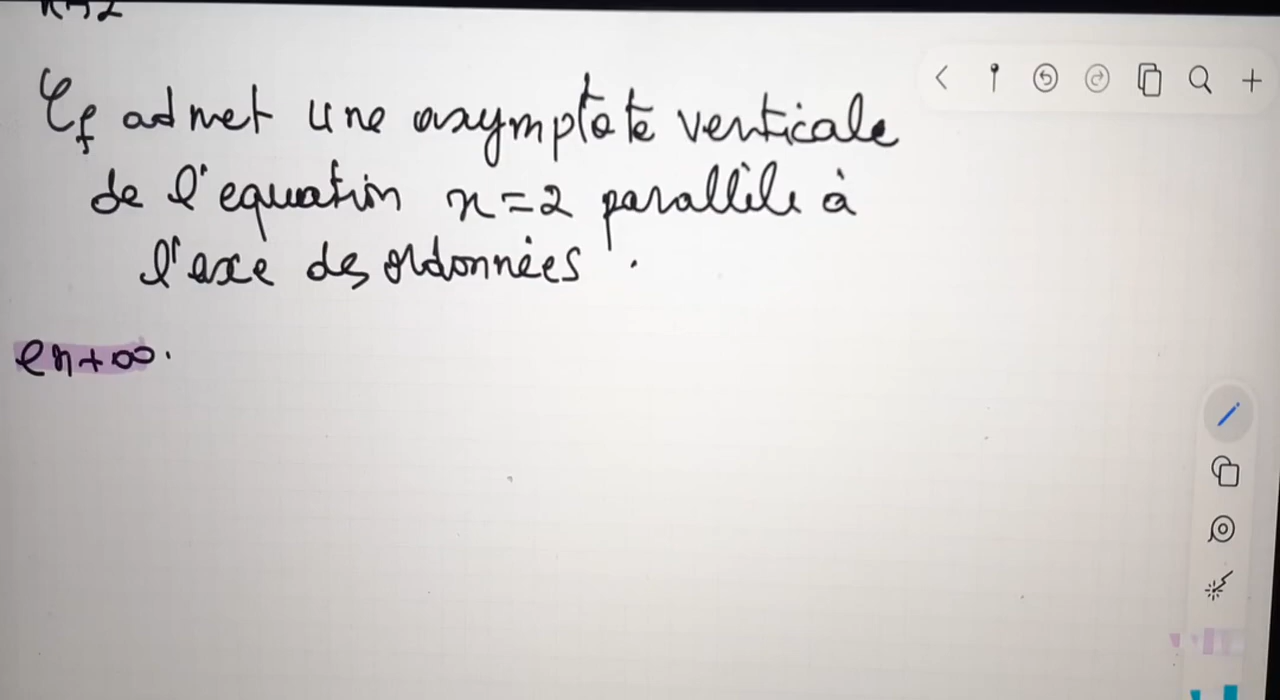 𝒞f admet une asymptote verticale
de l'equation x=2 parallèle à
l'axe des ordonnées .
en+∞.